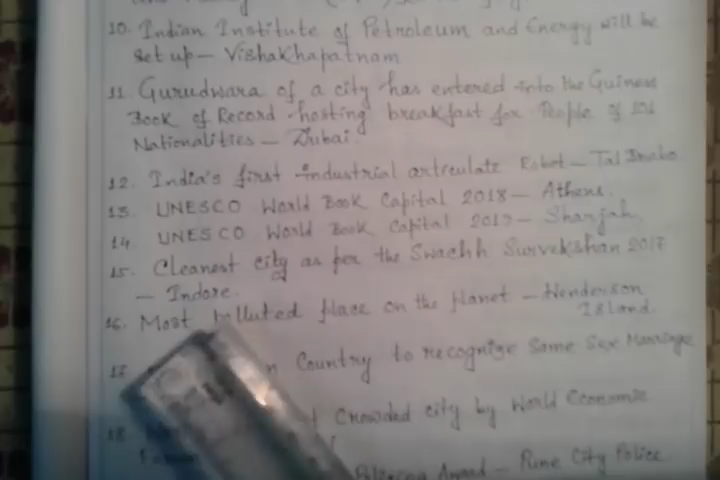 10. Indian Institute of Petroleum and Energy will be
set up — Vishakhapatnam
11. Gurudwara of a city has entered into the Guiness
Book of Record hosting breakfast for People of 101
Nationalities — Dubai.
12. India's first industrial articulate Robot — Tal Brabo
13. UNESCO World Book Capital 2018 — Athens.
14. UNESCO World Book Capital 2019 — Sharjah
15. Cleanest city as per the Swachh Survekshan 2017
— Indore.
16. Most polluted place on the planet — Henderson
Island.
17 Country to recognize Same Sex Marriage
18 Crowded city by World Economic
Policing Award — Pune City Police